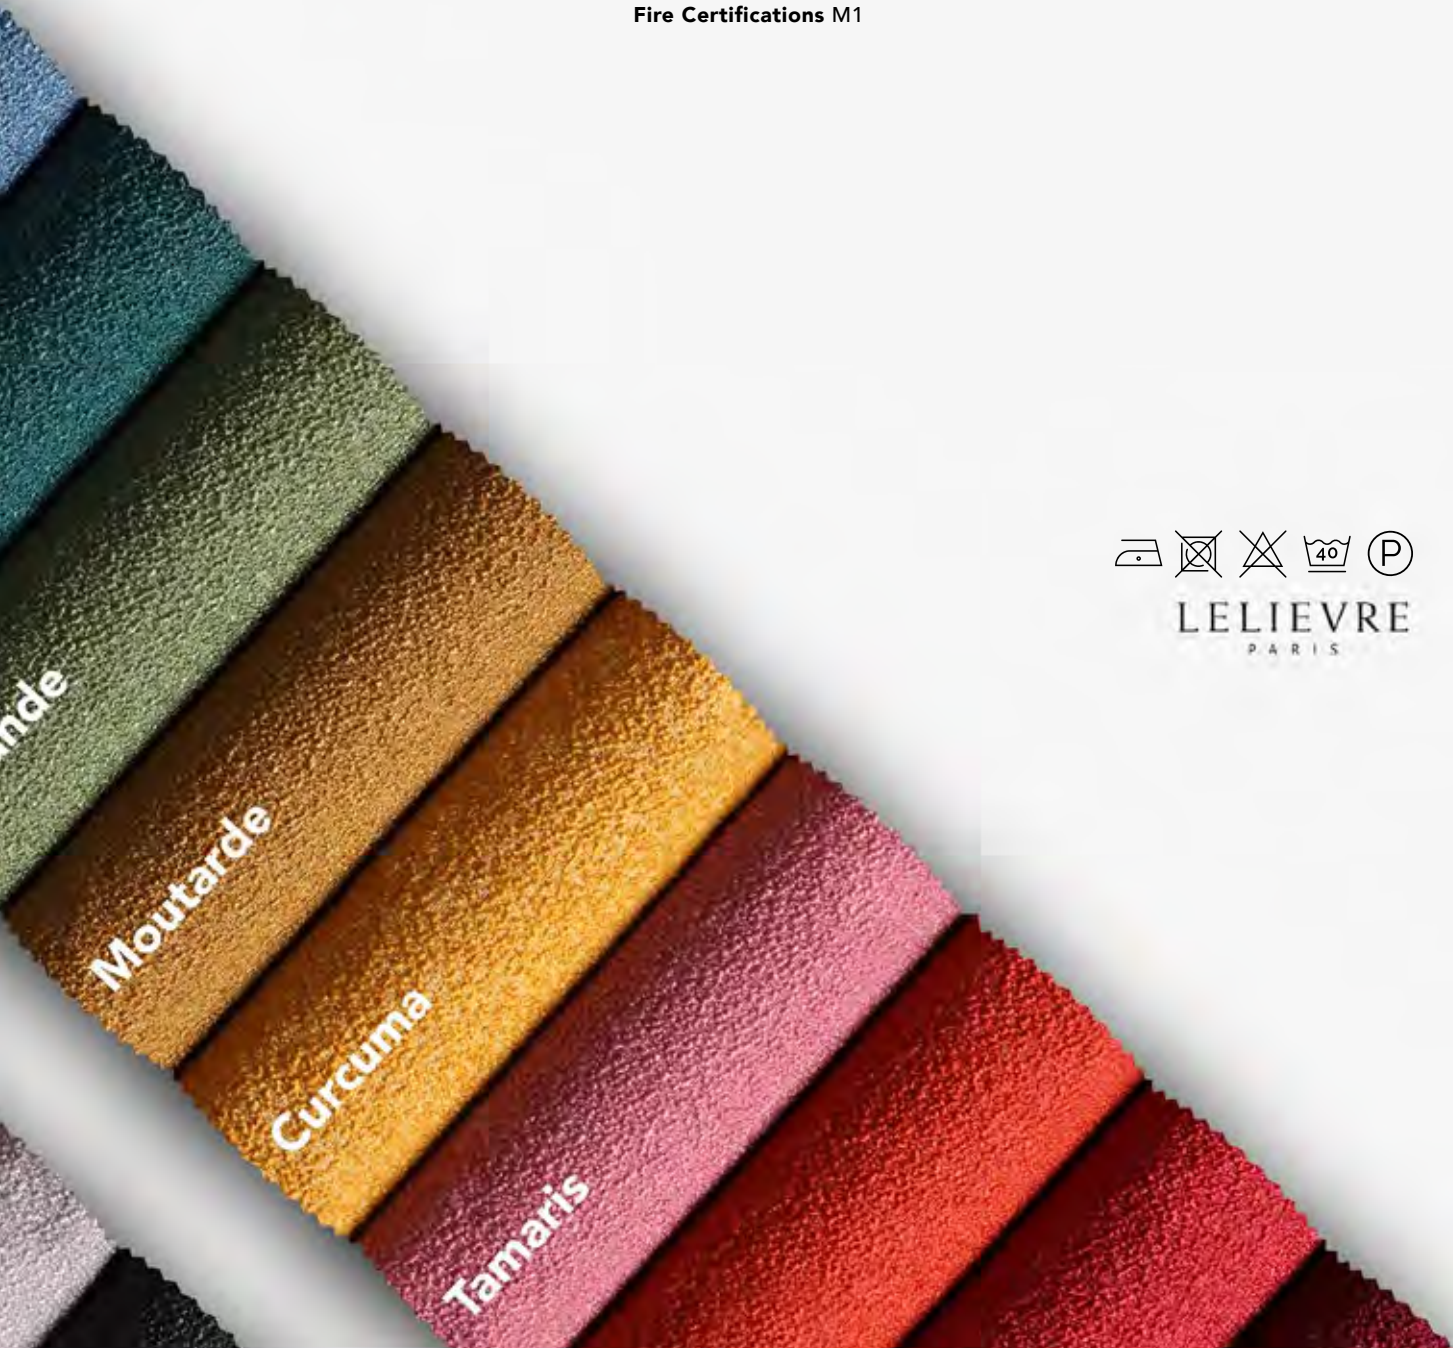 Fire Certifications M1
40
P
LELIEVRE
PARIS
nde
Moutarde
Curcuma
Tamaris